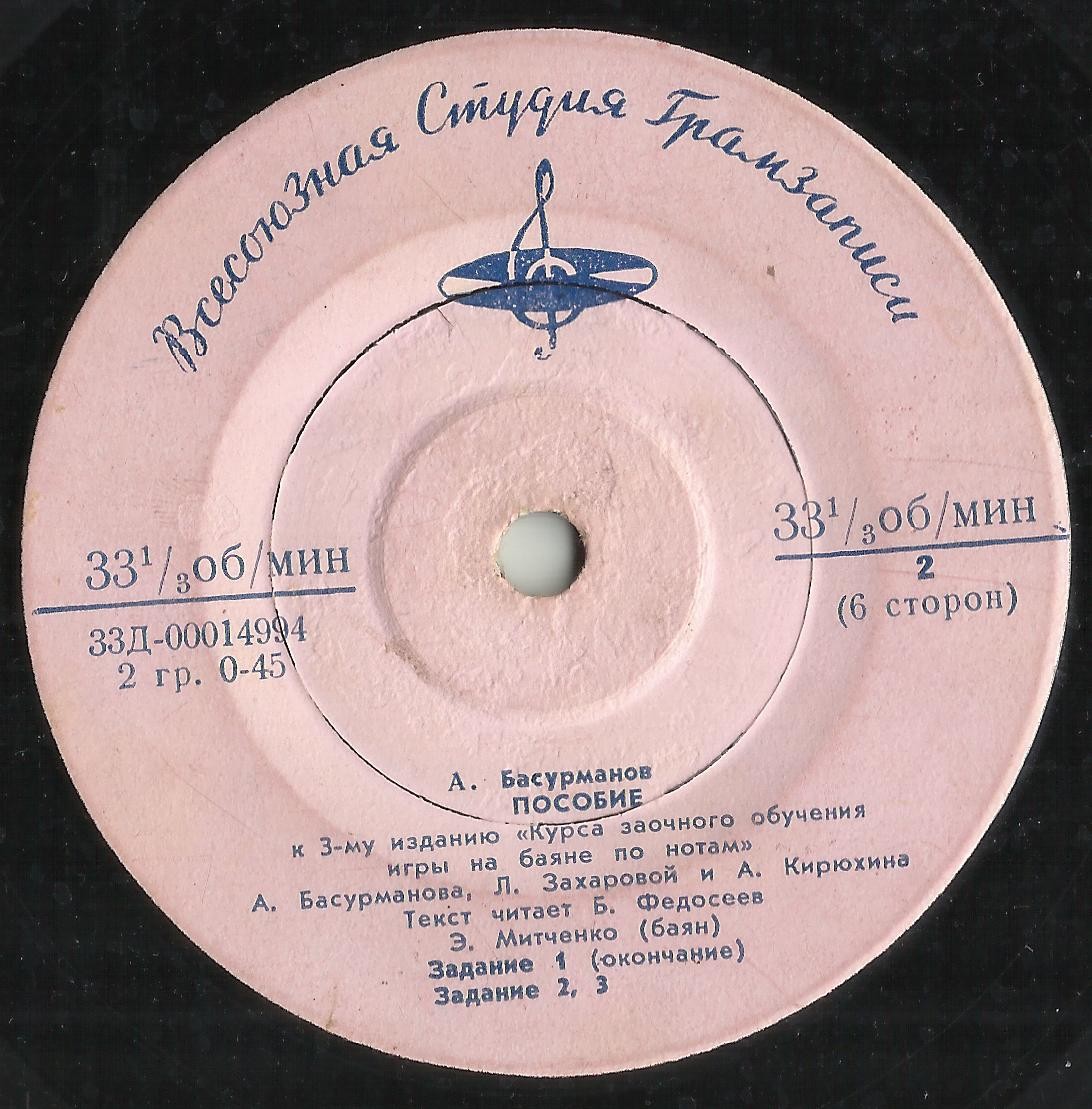 Всесоюзная Студия Грамзаписи
33¹/₃об/мин
33Д-00014994
2 гр. 0-45
33¹/₃об/мин
2
(6 сторон)
А. Басурманов
ПОСОБИЕ
к 3-му изданию «Курса заочного обучения
игры на баяне по нотам»
А. Басурманова, Л. Захаровой и А. Кирюхина
Текст читает Б. Федосеев
Э. Митченко (баян)
Задание 1 (окончание)
Задание 2, 3